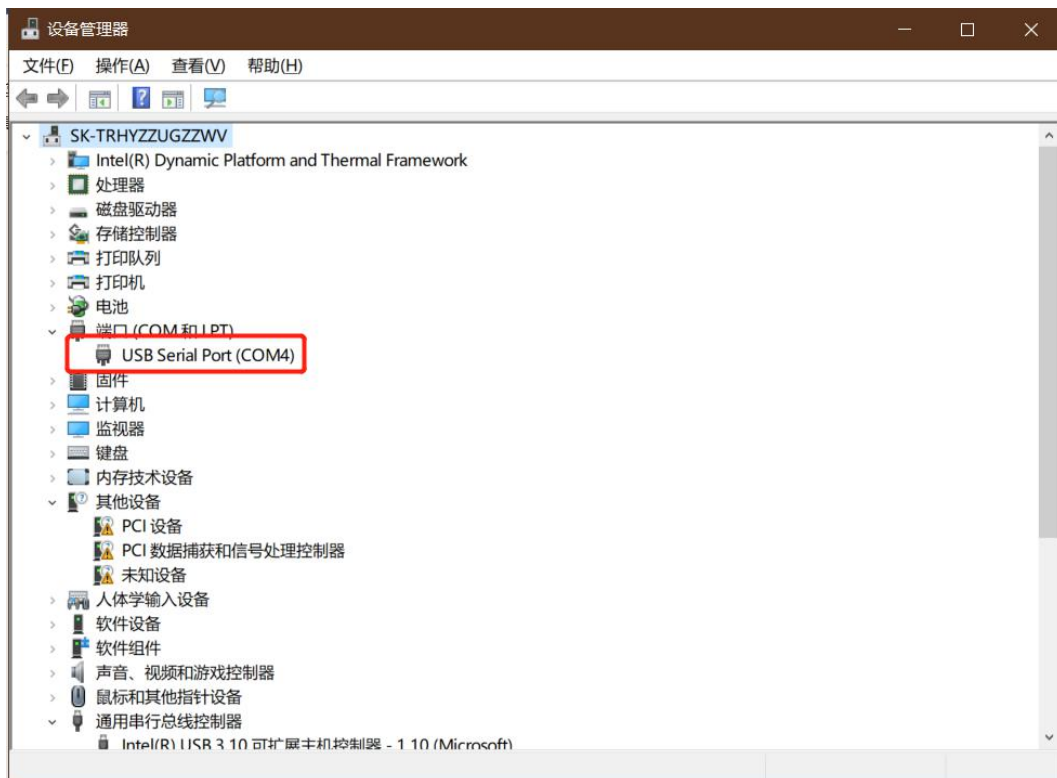 设备管理器
文件(F) 操作(A) 查看(V) 帮助(H)
SK-TRHYZZUGZZWV
Intel(R) Dynamic Platform and Thermal Framework
处理器
磁盘驱动器
存储控制器
打印队列
打印机
电池
端口 (COM 和 LPT)
USB Serial Port (COM4)
固件
计算机
监视器
键盘
内存技术设备
其他设备
PCI 设备
PCI 数据捕获和信号处理控制器
未知设备
人体学输入设备
软件设备
软件组件
声音、视频和游戏控制器
鼠标和其他指针设备
通用串行总线控制器
Intel(R) USB 3.10 可扩展主机控制器 - 1.10 (Microsoft)